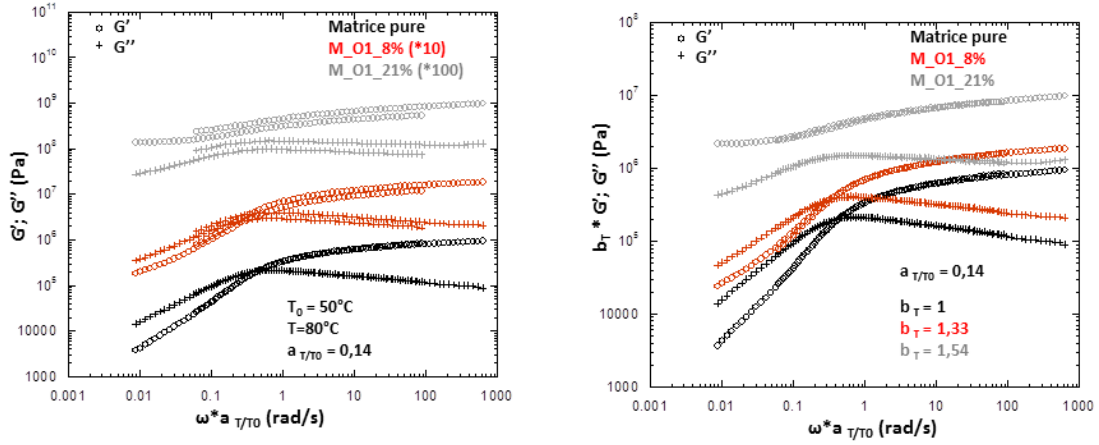 10¹¹
10¹⁰
10⁹
10⁸
10⁷
10⁶
10⁵
10000
1000
G'; G'' (Pa)
G'
G''
Matrice pure
M_O1_8% (*10)
M_O1_21% (*100)
T₀ = 50°C
T=80°C
a T/T0 = 0,14
0.001 0.01 0.1 1 10 100 1000
ω*a T/T0 (rad/s)
10⁸
10⁷
10⁶
10⁵
10000
1000
b T * G'; G'' (Pa)
G'
G''
Matrice pure
M_O1_8%
M_O1_21%
a T/T0 = 0,14
b T = 1
b T = 1,33
b T = 1,54
0.001 0.01 0.1 1 10 100 1000
ω*a T/T0 (rad/s)